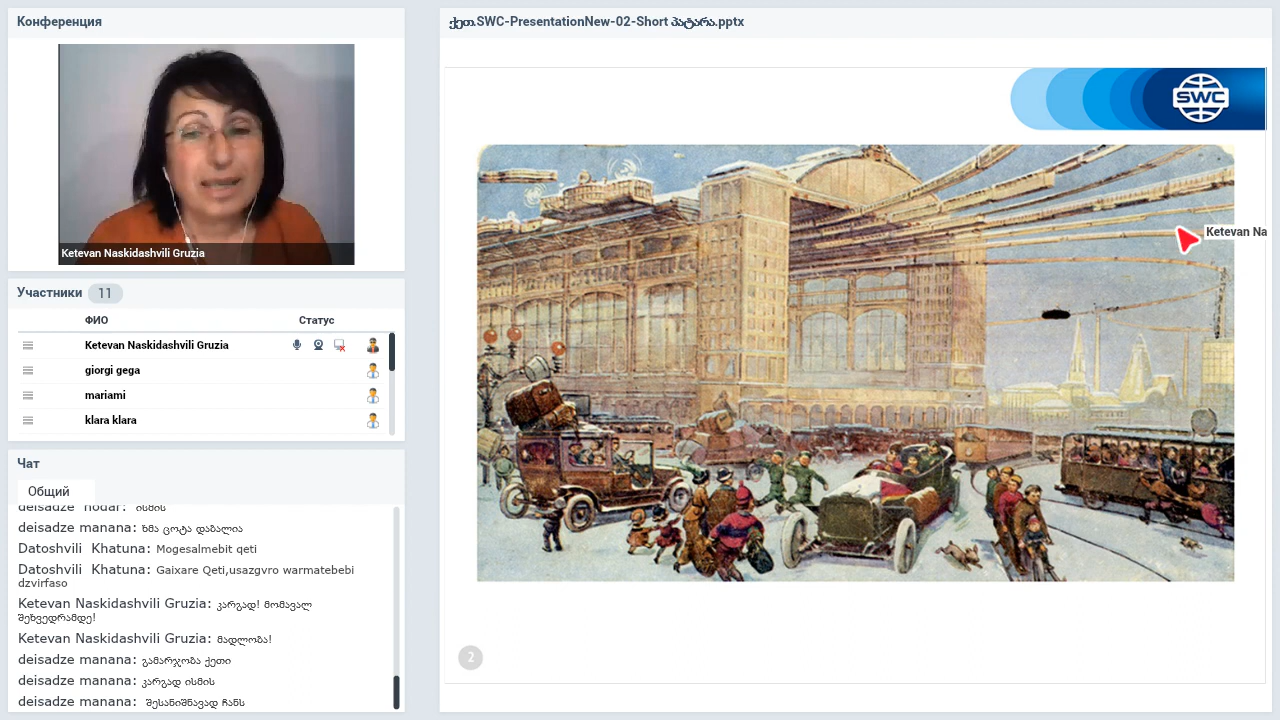 Конференция
Ketevan Naskidashvili Gruzia
Участники 11
ФИО Статус
Ketevan Naskidashvili Gruzia
giorgi gega
mariami
klara klara
Чат
Общий
deisadze nodar: ისმის
deisadze manana: ხმა ცოტა დაბალია
Datoshvili Khatuna: Mogesalmebit qeti
Datoshvili Khatuna: Gaixare Qeti,usazgvro warmatebebi
dzvirfaso
Ketevan Naskidashvili Gruzia: კარგად! მომავალ
შეხვედრამდე!
Ketevan Naskidashvili Gruzia: მადლობა!
deisadze manana: გამარჯობა ქეთი
deisadze manana: კარგად ისმის
deisadze manana: შესანიშნავად ჩანს
ქეთ.SWC-PresentationNew-02-Short პატარა.pptx
SWC
Ketevan Na
2